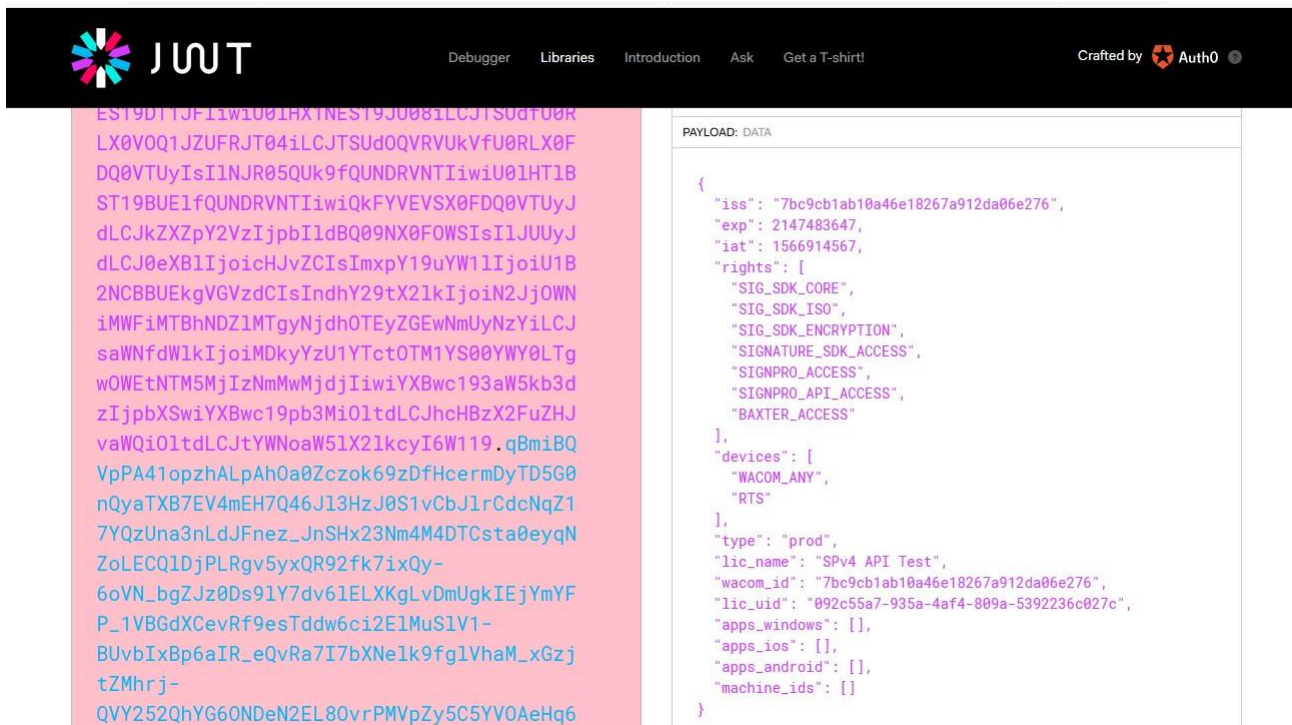 JWT
Debugger Libraries Introduction Ask Get a T-shirt!
Crafted by Auth0 ?
LX0VOQ1JZUFRJT04iLCJTSUdOQVRVUkVfU0RLX0F
DQ0VTUyIsIlNJR05QUk9fQUNDRVNTIiwiU0lHTlB
ST19BUElfQUNDRVNTIiwiQkFYVEVSX0FDQ0VTUyJ
dLCJkZXZpY2VzIjpbIldBQ09NX0FOWSIsIlJUUyJ
dLCJ0eXBlIjoicHJvZCIsImxpY19uYW1lIjoiU1B
2NCBBUEkgVGVzdCIsIndhY29tX2lkIjoiN2JjOWN
iMWFiMTBhNDZlMTgyNjdhOTEyZGEwNmUyNzYiLCJ
saWNfdWlkIjoiMDkyYzU1YTctOTM1YS00YWY0LTg
wOWEtNTM5MjIzNmMwMjdjIiwiYXBwc193aW5kb3d
zIjpbXSwiYXBwc19pb3MiOltdLCJhcHBzX2FuZHJ
vaWQiOltdLCJtYWNoaW5lX2lkcyI6W119.qBmiBQ
VpPA41opzhALpAhOa0Zczok69zDfHcermDyTD5G0
nQyaTXB7EV4mEH7Q46Jl3HzJ0S1vCbJlrCdcNqZ1
7YQzUna3nLdJFnez_JnSHx23Nm4M4DTCsta0eyqN
ZoLECQlDjPLRgv5yxQR92fk7ixQy-
6oVN_bgZJz0Ds9lY7dv6lELXKgLvDmUgkIEjYmYF
P_1VBGdXCevRf9esTddw6ci2ElMuSlV1-
BUvbIxBp6aIR_eQvRa7I7bXNelk9fglVhaM_xGzj
tZMhrj-
QVY252QhYG6ONDeN2EL8OvrPMVpZy5C5YVOAeHq6
PAYLOAD: DATA
{
"iss": "7bc9cb1ab10a46e18267a912da06e276",
"exp": 2147483647,
"iat": 1566914567,
"rights": [
"SIG_SDK_CORE",
"SIG_SDK_ISO",
"SIG_SDK_ENCRYPTION",
"SIGNATURE_SDK_ACCESS",
"SIGNPRO_ACCESS",
"SIGNPRO_API_ACCESS",
"BAXTER_ACCESS"
],
"devices": [
"WACOM_ANY",
"RTS"
],
"type": "prod",
"lic_name": "SPv4 API Test",
"wacom_id": "7bc9cb1ab10a46e18267a912da06e276",
"lic_uid": "092c55a7-935a-4af4-809a-5392236c027c",
"apps_windows": [],
"apps_ios": [],
"apps_android": [],
"machine_ids": []
}